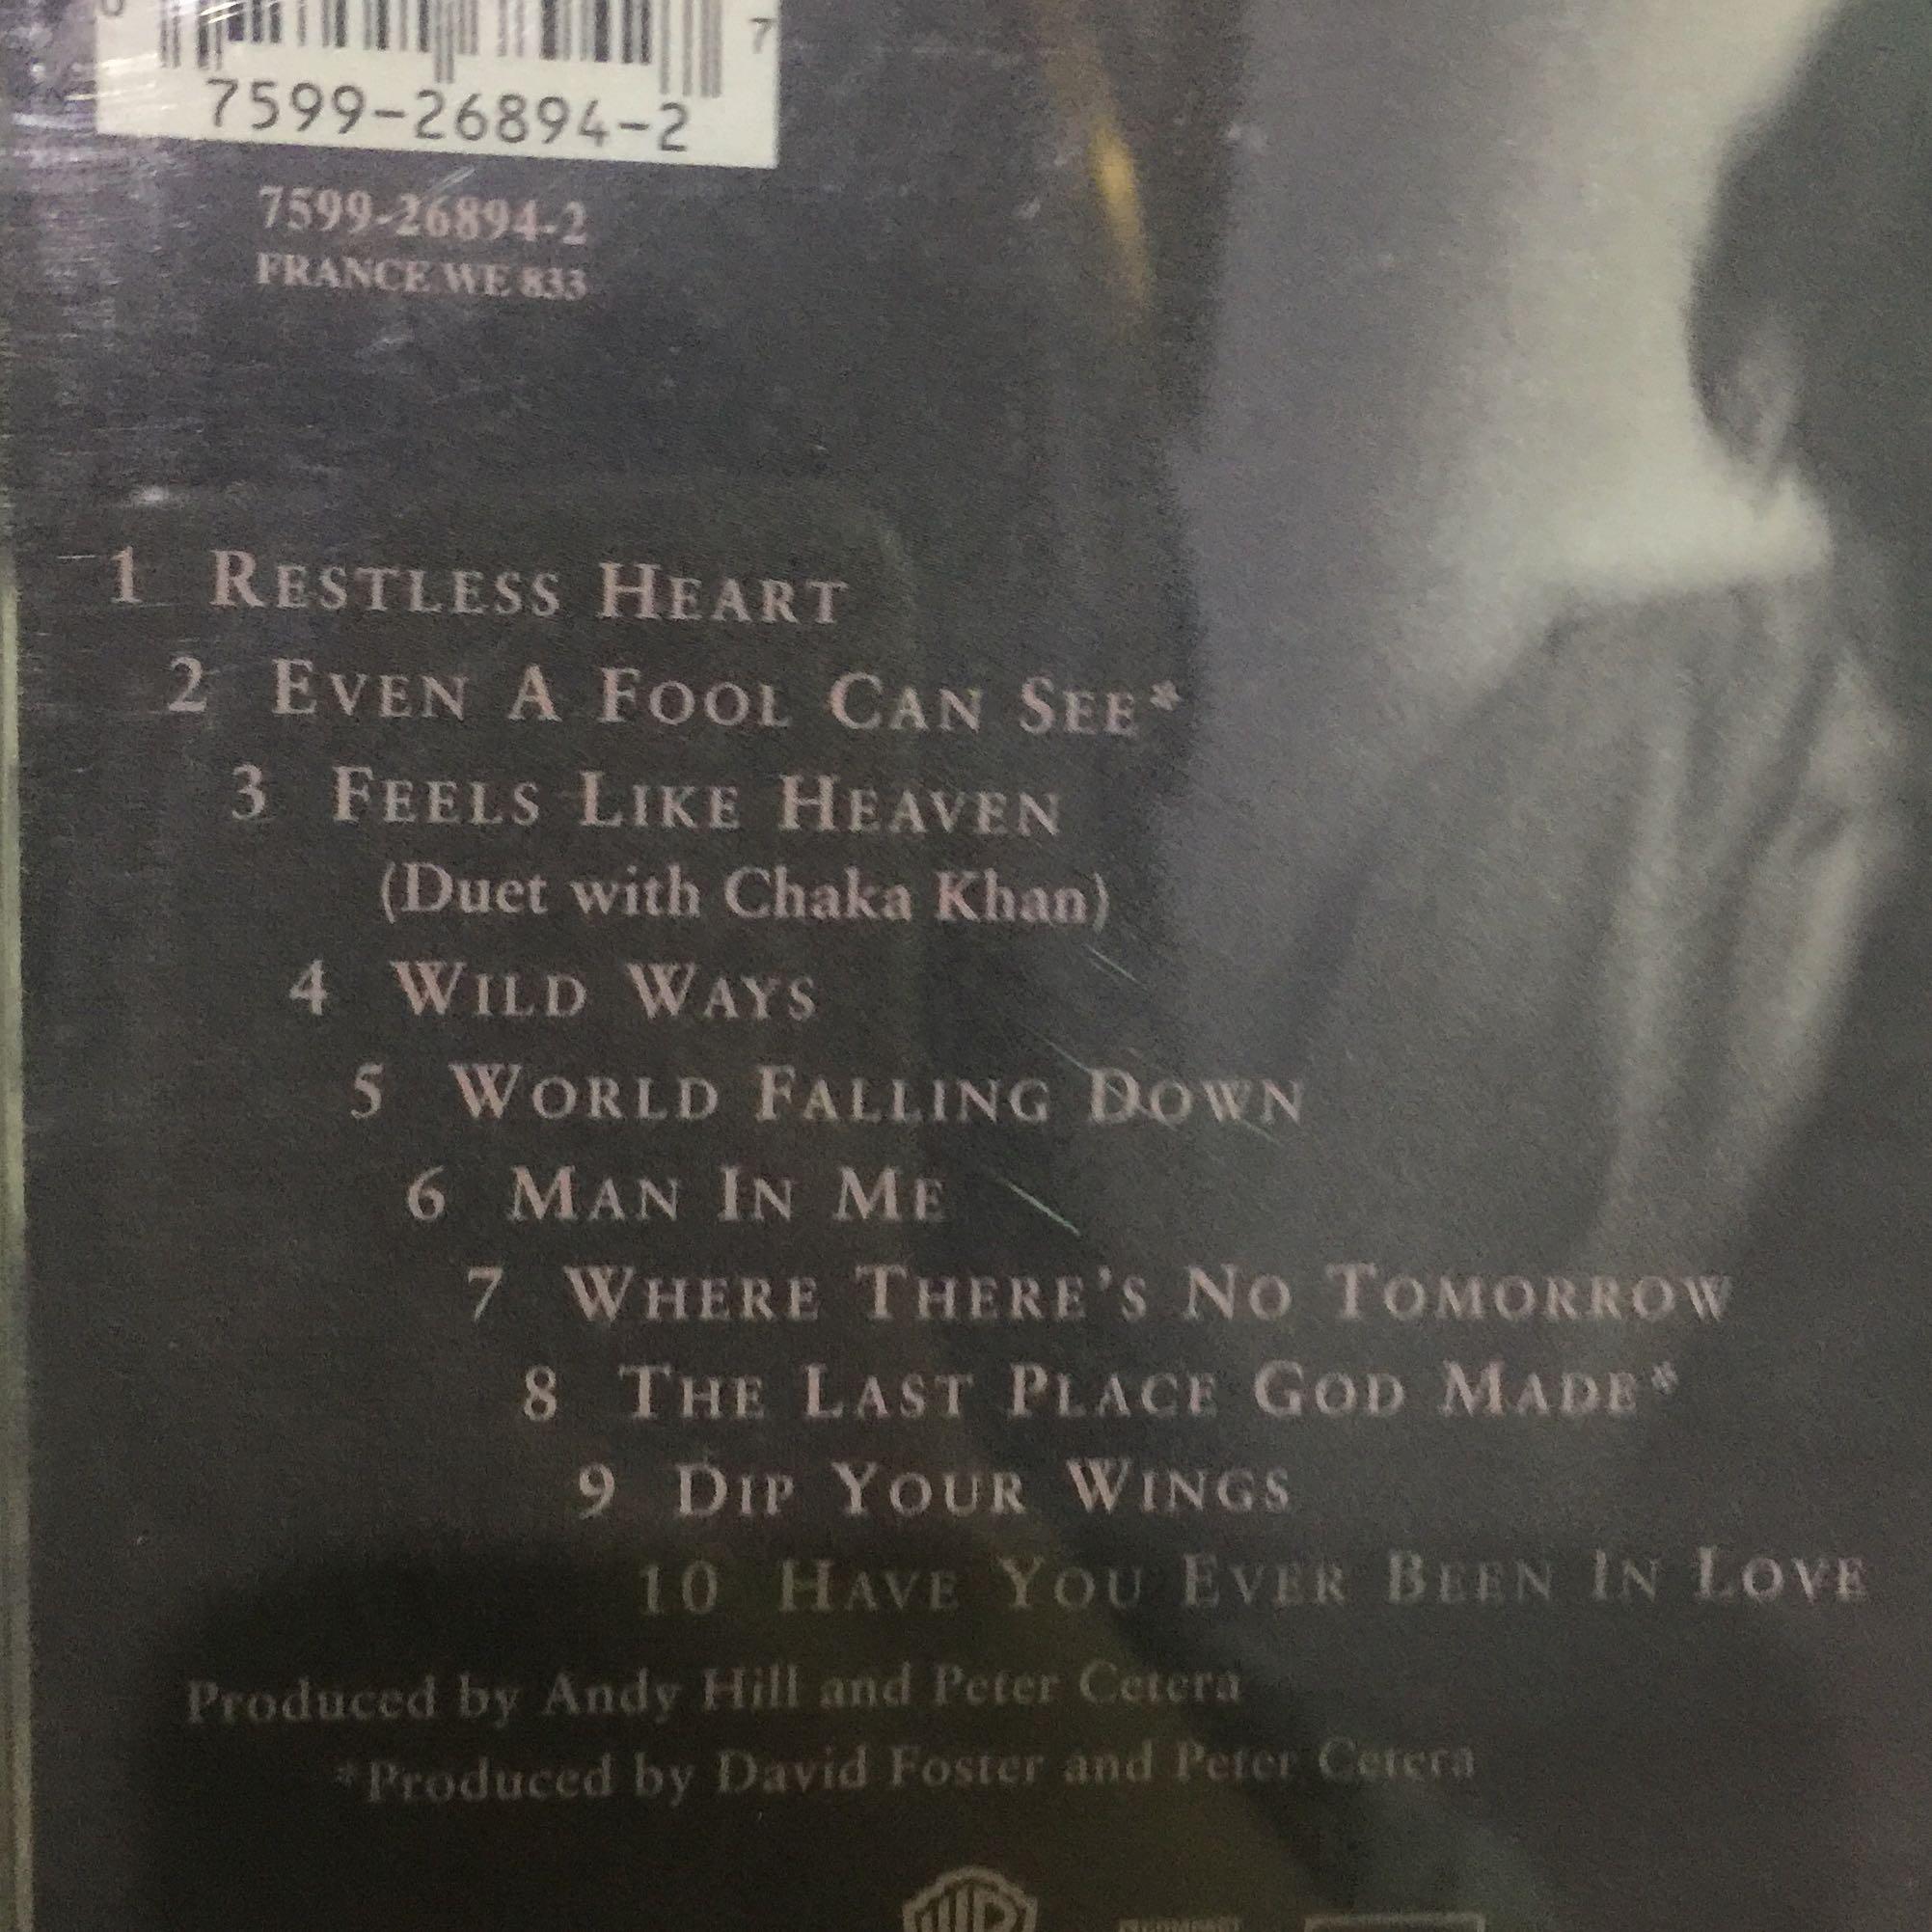 7
7599-26894-2
7599-26894-2
FRANCE WE 833
1 RESTLESS HEART
2 EVEN A FOOL CAN SEE*
3 FEELS LIKE HEAVEN
(Duet with Chaka Khan)
4 WILD WAYS
5 WORLD FALLING DOWN
6 MAN IN ME
7 WHERE THERE'S NO TOMORROW
8 THE LAST PLACE GOD MADE*
9 DIP YOUR WINGS
10 HAVE YOU EVER BEEN IN LOVE
Produced by Andy Hill and Peter Cetera
*Produced by David Foster and Peter Cetera